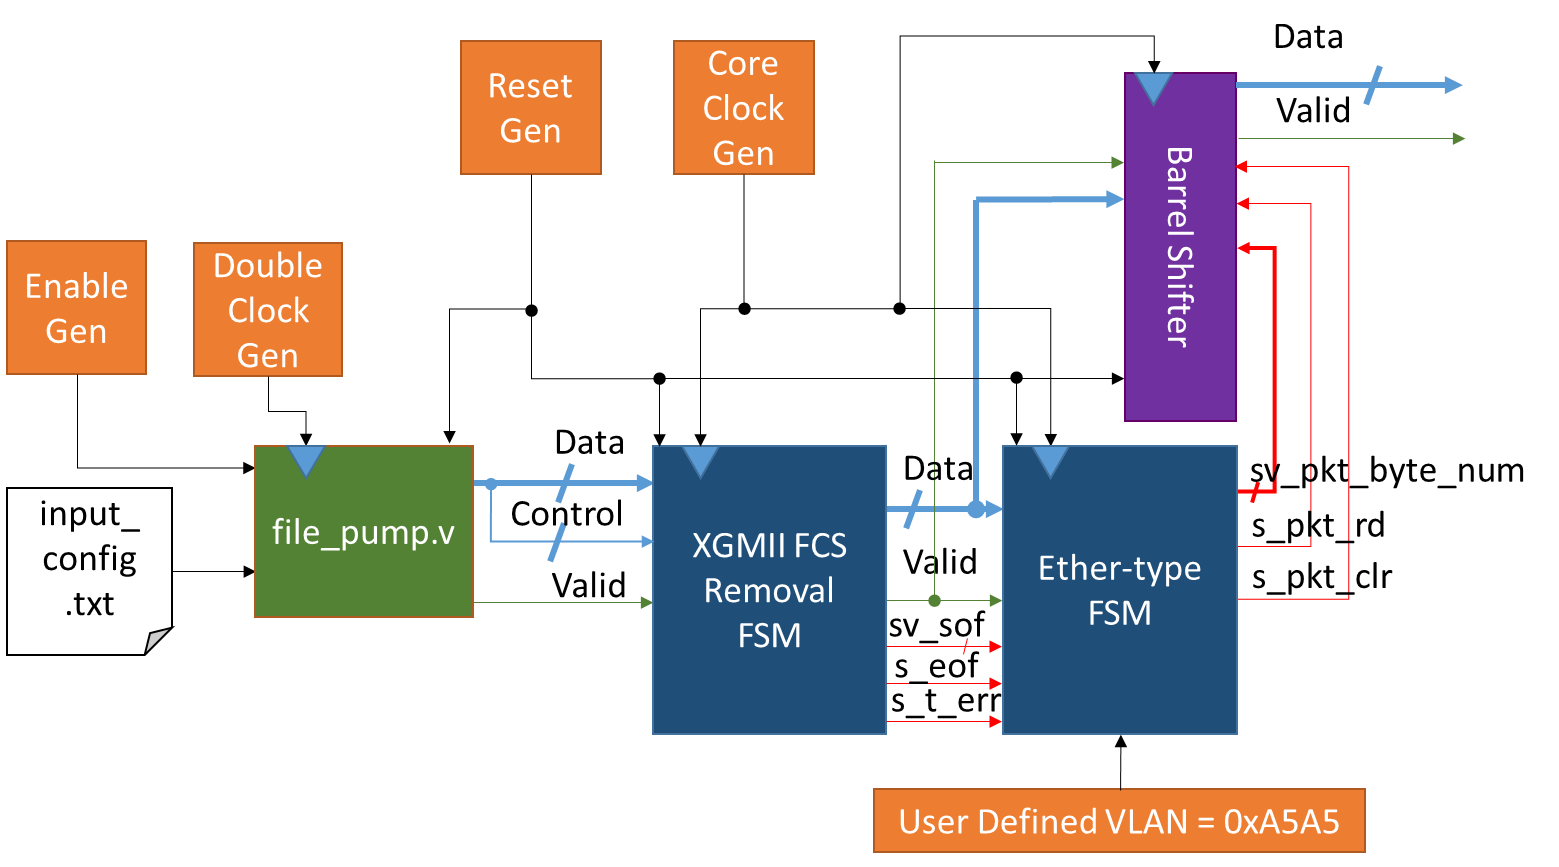 Data
Valid
Reset
Gen
Core
Clock
Gen
Barrel Shifter
Enable
Gen
Double
Clock
Gen
input_
config
.txt
file_pump.v
Data
Control
Valid
XGMII FCS
Removal
FSM
Data
Valid
sv_sof
s_eof
s_t_err
Ether-type
FSM
sv_pkt_byte_num
s_pkt_rd
s_pkt_clr
User Defined VLAN = 0xA5A5